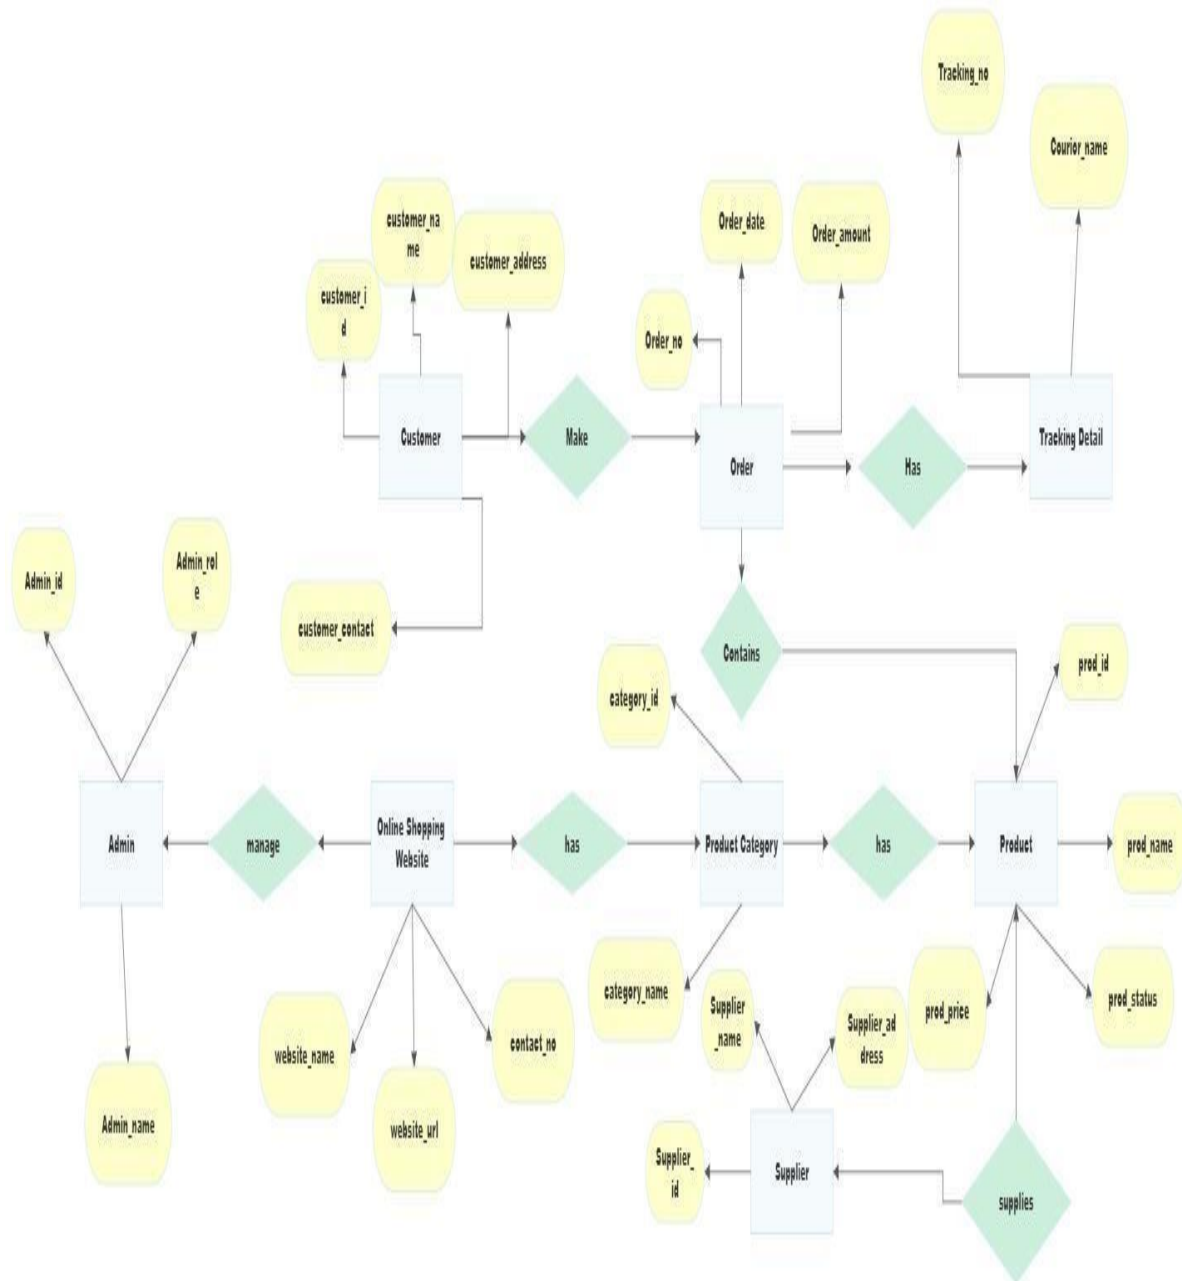 Tracking_no
Courior_name
customer_na
me
customer_address
customer_i
d
Order_date
Order_amount
Order_no
Customer
Make
Order
Has
Tracking Detail
Admin_id
Admin_rol
e
customer_contact
Contains
category_id
prod_id
Admin
manage
Online Shopping
Website
has
Product Category
has
Product
prod_name
category_name
Supplier
_name
Supplier_ad
dress
prod_price
prod_status
website_name
contact_no
website_url
Admin_name
Supplier_
id
Supplier
supplies